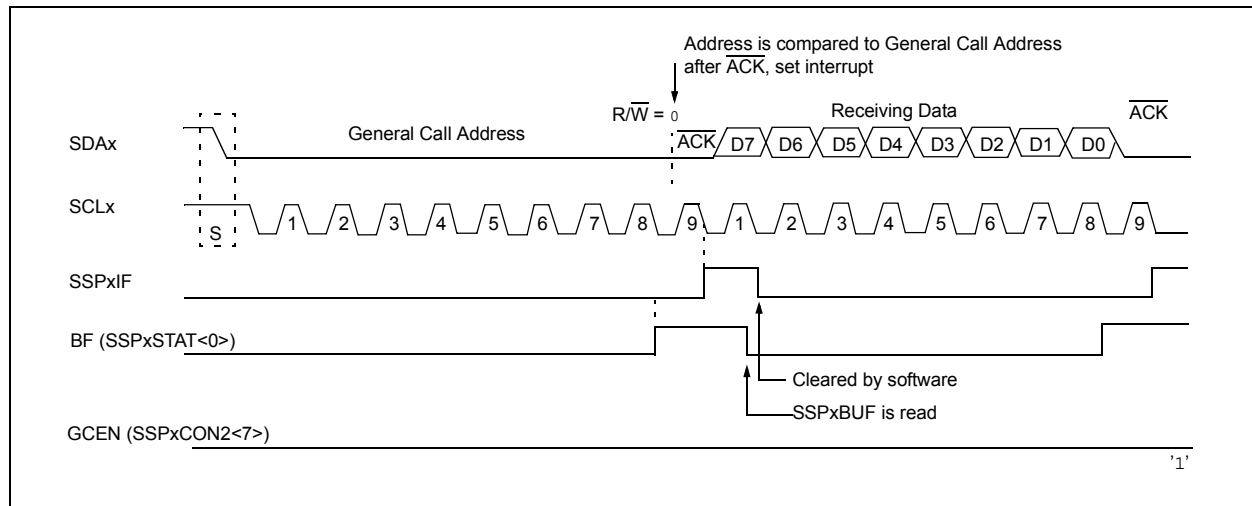 Address is compared to General Call Address
after ACK, set interrupt
R/W = 0
Receiving Data
ACK
SDAx
General Call Address
ACK
D7 D6 D5 D4 D3 D2 D1 D0
SCLx
S
1 2 3 4 5 6 7 8 9 1 2 3 4 5 6 7 8 9
SSPxIF
BF (SSPxSTAT<0>)
Cleared by software
SSPxBUF is read
GCEN (SSPxCON2<7>)
'1'